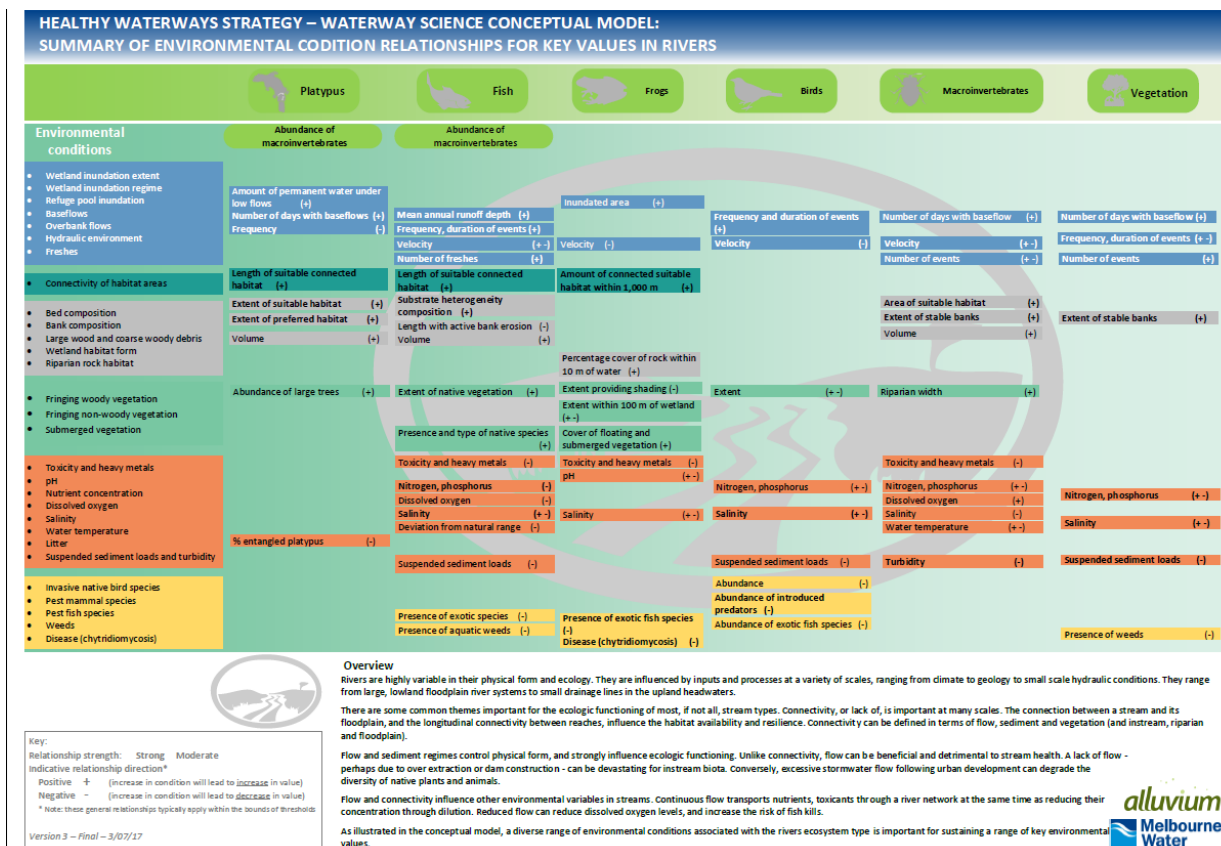 HEALTHY WATERWAYS STRATEGY – WATERWAY SCIENCE CONCEPTUAL MODEL:
SUMMARY OF ENVIRONMENTAL CODITION RELATIONSHIPS FOR KEY VALUES IN RIVERS
Platypus
Fish
Frogs
Birds
Macroinvertebrates
Vegetation
Environmental
conditions
Abundance of
macroinvertebrates
Abundance of
macroinvertebrates
• Wetland inundation extent
• Wetland inundation regime
• Refuge pool inundation
• Baseflows
• Overbank flows
• Hydraulic environment
• Freshes
Amount of permanent water under
low flows (+)
Number of days with baseflows (+)
Frequency (-)
Mean annual runoff depth (+)
Frequency, duration of events (+)
Velocity (+ -)
Number of freshes (+)
Inundated area (+)
Velocity (-)
Frequency and duration of events
(+)
Velocity (-)
Number of days with baseflow (+)
Velocity (+ -)
Number of events (+ -)
Number of days with baseflow (+)
Frequency, duration of events (+ -)
Number of events (+)
• Connectivity of habitat areas
Length of suitable connected
habitat (+)
Length of suitable connected
habitat (+)
Amount of connected suitable
habitat within 1,000 m (+)
• Bed composition
• Bank composition
• Large wood and coarse woody debris
• Wetland habitat form
• Riparian rock habitat
Extent of suitable habitat (+)
Extent of preferred habitat (+)
Volume (+)
Substrate heterogeneity
composition (+)
Length with active bank erosion (-)
Volume (+)
Percentage cover of rock within
10 m of water (+)
Area of suitable habitat (+)
Extent of stable banks (+)
Volume (+)
Extent of stable banks (+)
• Fringing woody vegetation
• Fringing non-woody vegetation
• Submerged vegetation
Abundance of large trees (+)
Extent of native vegetation (+)
Presence and type of native species
(+)
Extent providing shading (-)
Extent within 100 m of wetland
(+ -)
Cover of floating and
submerged vegetation (+)
Extent (+ -)
Riparian width (+)
• Toxicity and heavy metals
• pH
• Nutrient concentration
• Dissolved oxygen
• Salinity
• Water temperature
• Litter
• Suspended sediment loads and turbidity
% entangled platypus (-)
Toxicity and heavy metals (-)
Nitrogen, phosphorus (-)
Dissolved oxygen (-)
Salinity (+ -)
Deviation from natural range (-)
Suspended sediment loads (-)
Toxicity and heavy metals (-)
pH (+ -)
Salinity (+ -)
Nitrogen, phosphorus (+ -)
Salinity (+ -)
Suspended sediment loads (-)
Toxicity and heavy metals (-)
Nitrogen, phosphorus (+ -)
Dissolved oxygen (+)
Salinity (-)
Water temperature (+ -)
Turbidity (-)
Nitrogen, phosphorus (+ -)
Salinity (+ -)
Suspended sediment loads (-)
• Invasive native bird species
• Pest mammal species
• Pest fish species
• Weeds
• Disease (chytridiomycosis)
Presence of exotic species (-)
Presence of aquatic weeds (-)
Presence of exotic fish species
(-)
Disease (chytridiomycosis) (-)
Abundance (-)
Abundance of introduced
predators (-)
Abundance of exotic fish species (-)
Presence of weeds (-)
Overview
Rivers are highly variable in their physical form and ecology. They are influenced by inputs and processes at a variety of scales, ranging from climate to geology to small scale hydraulic conditions. They range
from large, lowland floodplain river systems to small drainage lines in the upland headwaters.
There are some common themes important for the ecologic functioning of most, if not all, stream types. Connectivity, or lack of, is important at many scales. The connection between a stream and its
floodplain, and the longitudinal connectivity between reaches, influence the habitat availability and resilience. Connectivity can be defined in terms of flow, sediment and vegetation (and instream, riparian
and floodplain).
Flow and sediment regimes control physical form, and strongly influence ecologic functioning. Unlike connectivity, flow can be beneficial and detrimental to stream health. A lack of flow -
perhaps due to over extraction or dam construction - can be devastating for instream biota. Conversely, excessive stormwater flow following urban development can degrade the
diversity of native plants and animals.
Flow and connectivity influence other environmental variables in streams. Continuous flow transports nutrients, toxicants through a river network at the same time as reducing their
concentration through dilution. Reduced flow can reduce dissolved oxygen levels, and increase the risk of fish kills.
As illustrated in the conceptual model, a diverse range of environmental conditions associated with the rivers ecosystem type is important for sustaining a range of key environmental
values.
Key:
Relationship strength: Strong Moderate
Indicative relationship direction*
Positive + (increase in condition will lead to increase in value)
Negative - (increase in condition will lead to decrease in value)
* Note: these general relationships typically apply within the bounds of thresholds
Version 3 – Final – 3/07/17
alluvium
Melbourne
Water